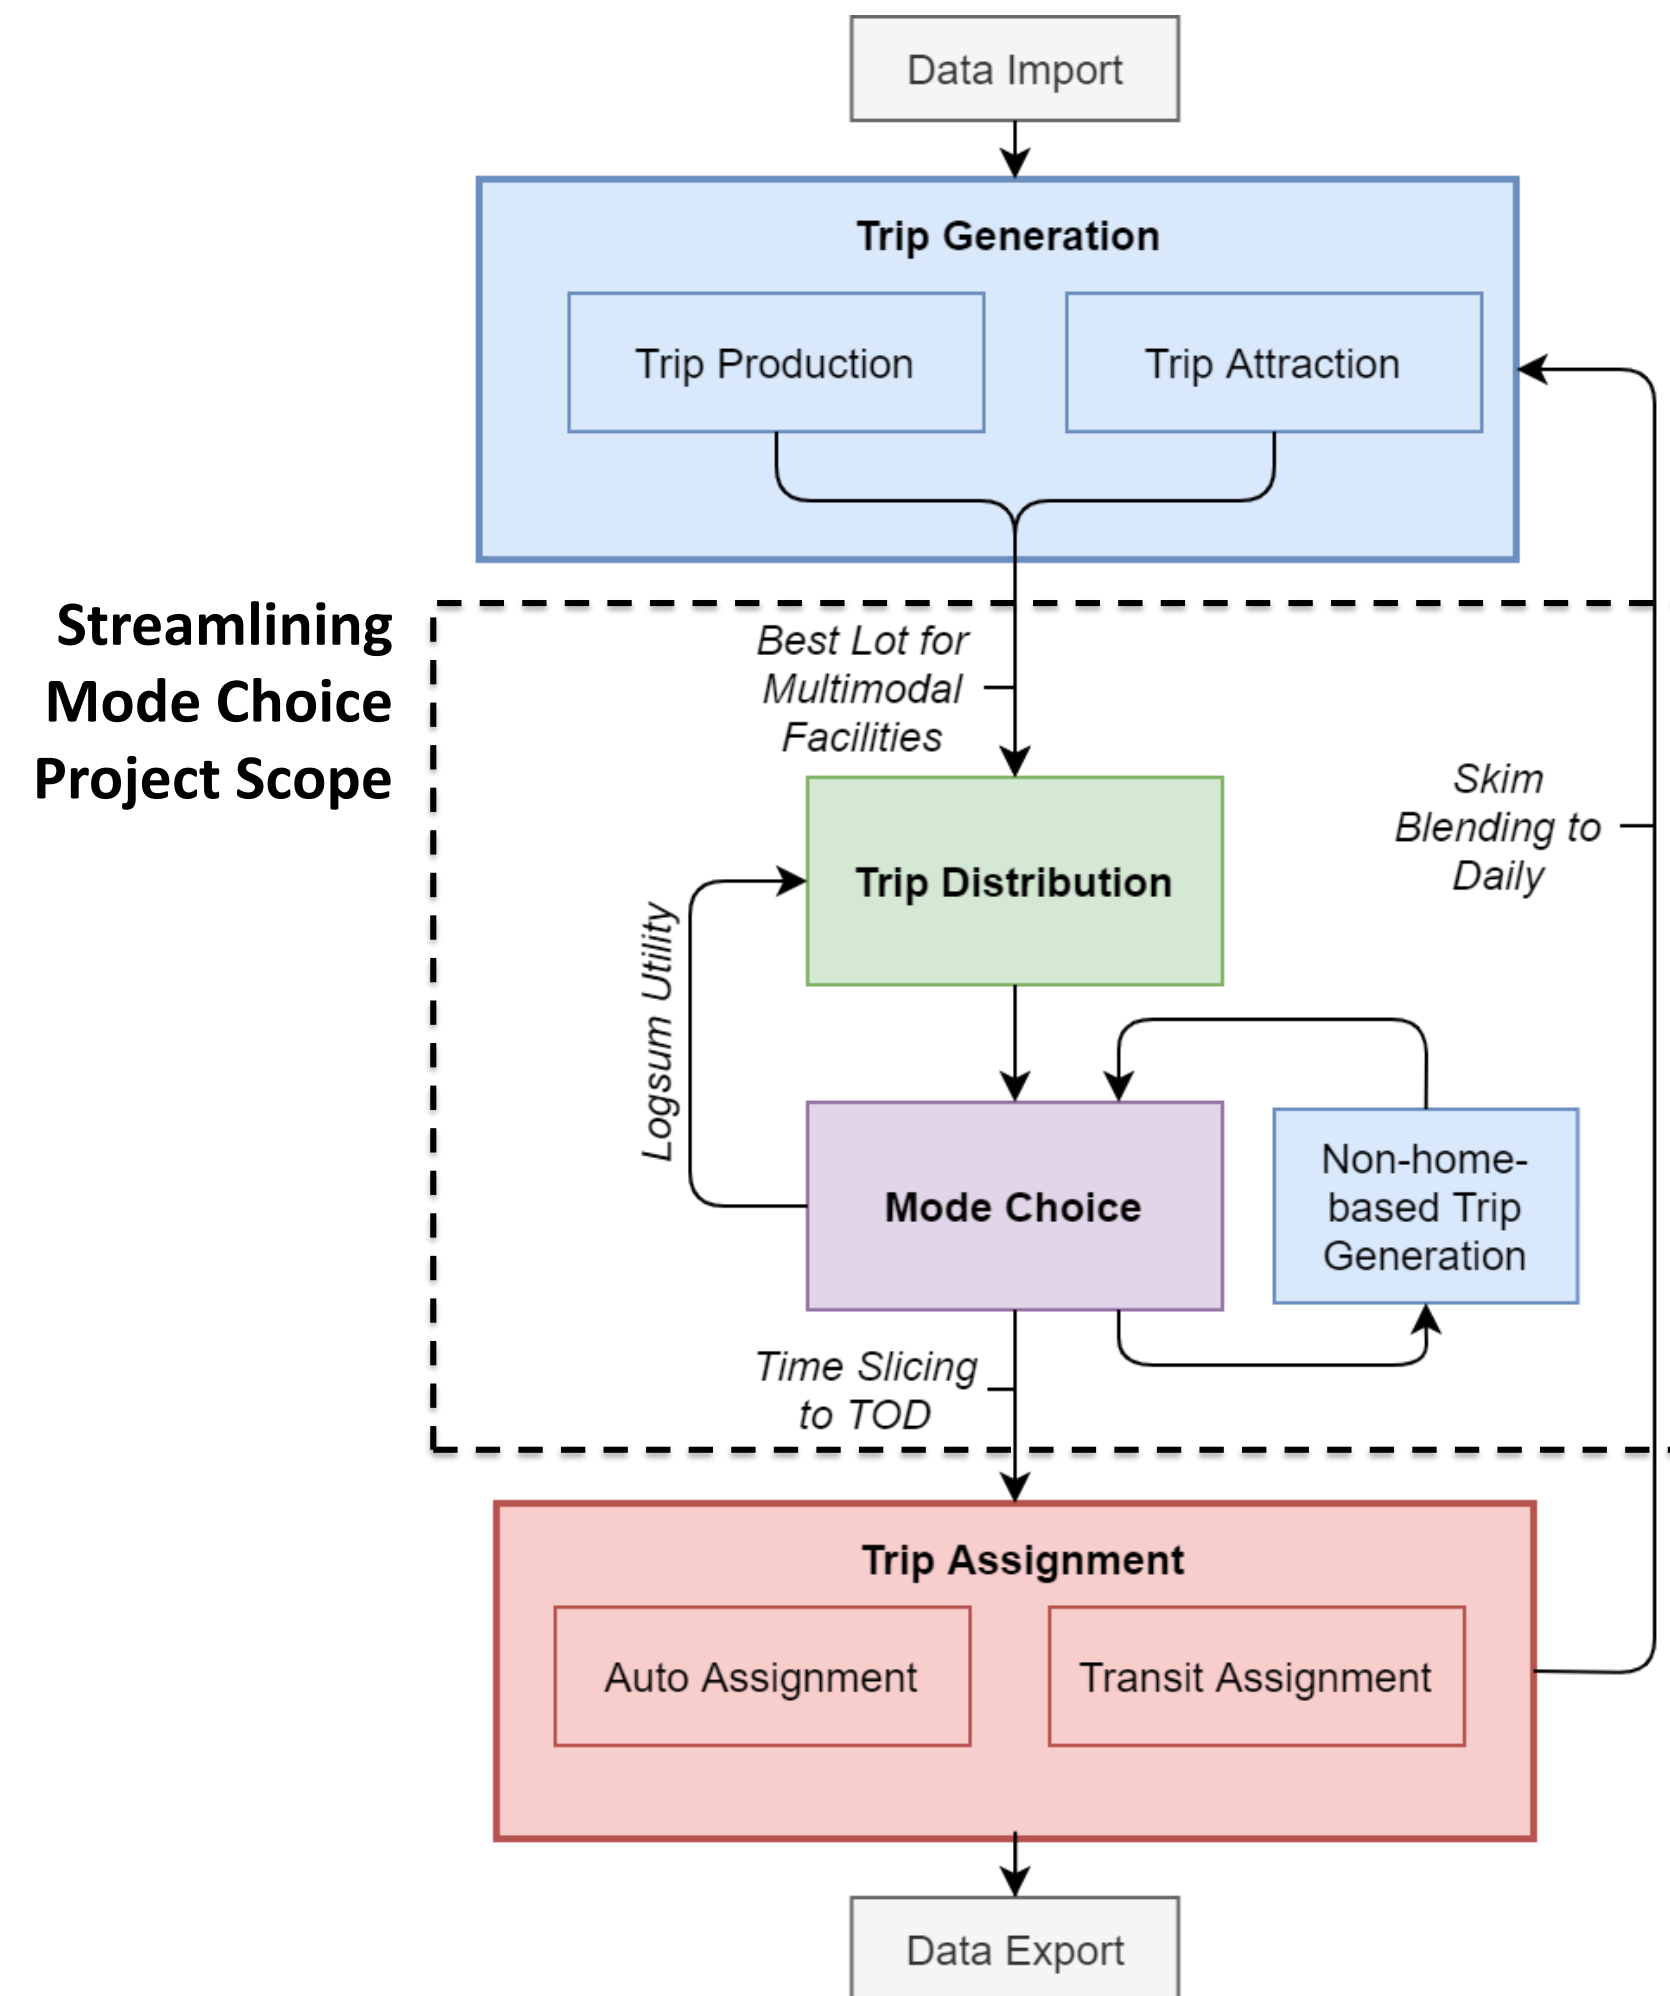 Data Import
Trip Generation
Trip Production
Trip Attraction
Streamlining
Mode Choice
Project Scope
Best Lot for
Multimodal
Facilities
Skim
Blending to
Daily
Trip Distribution
Logsum Utility
Mode Choice
Non-home-
based Trip
Generation
Time Slicing
to TOD
Trip Assignment
Auto Assignment
Transit Assignment
Data Export